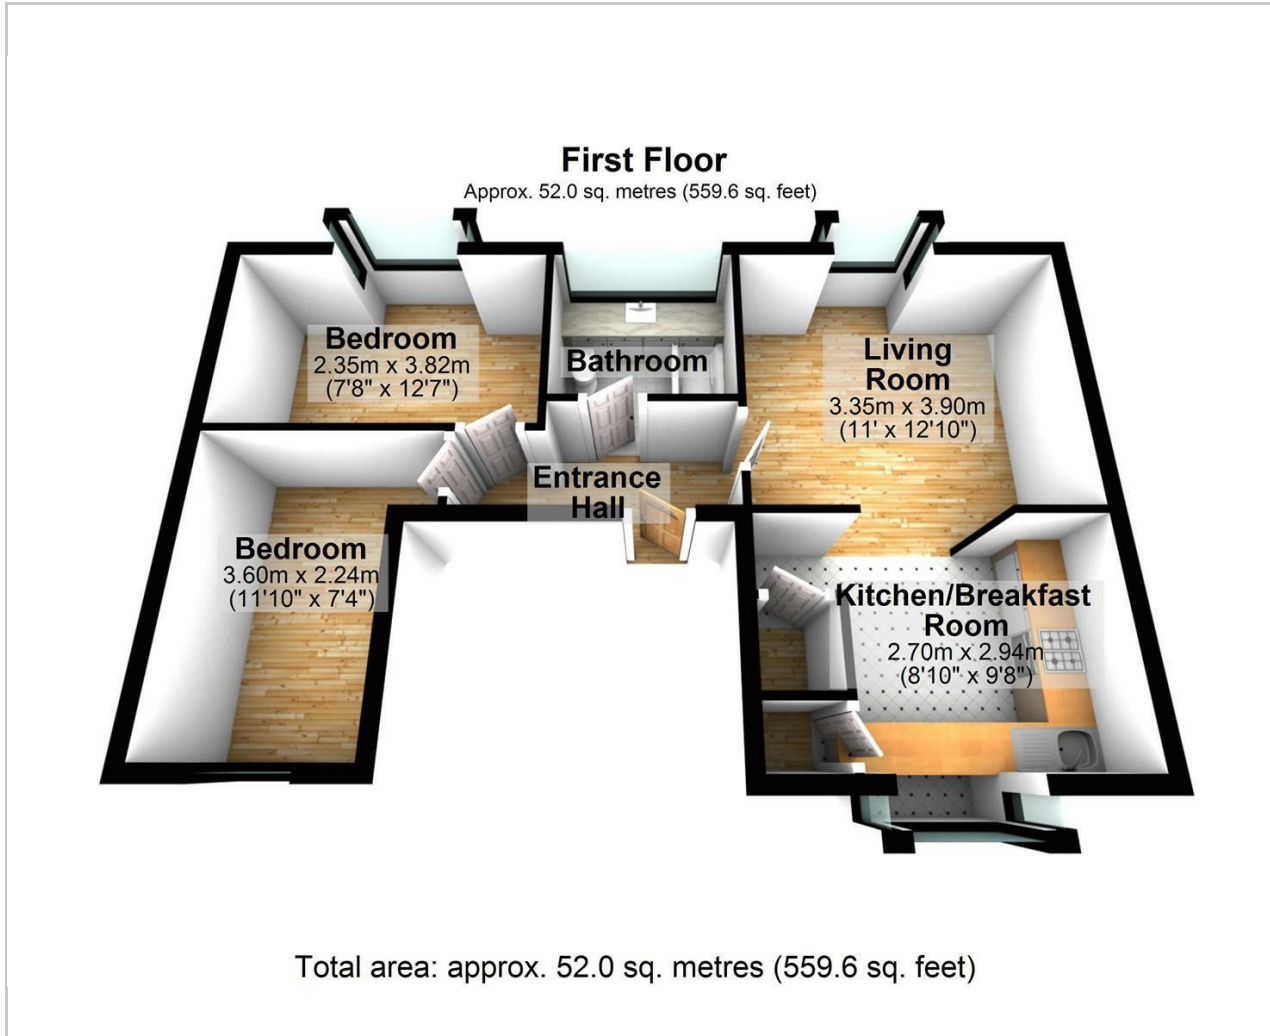 First Floor
Approx. 52.0 sq. metres (559.6 sq. feet)
Bedroom
2.35m x 3.82m
(7'8" x 12'7")
Bathroom
Living
Room
3.35m x 3.90m
(11' x 12'10")
Entrance
Hall
Bedroom
3.60m x 2.24m
(11'10" x 7'4")
Kitchen/Breakfast
Room
2.70m x 2.94m
(8'10" x 9'8")
Total area: approx. 52.0 sq. metres (559.6 sq. feet)